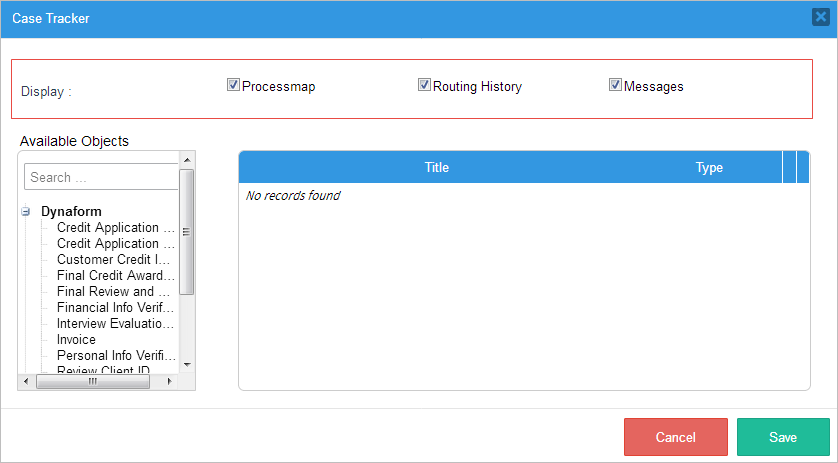 Case Tracker
Display :
Processmap
Routing History
Messages
Available Objects
Search ...
Title
Type
No records found
Dynaform
Credit Application ...
Credit Application ...
Customer Credit I...
Final Credit Award...
Final Review and ...
Financial Info Verif...
Interview Evaluatio...
Invoice
Personal Info Verifi...
Review Client ID
Cancel
Save